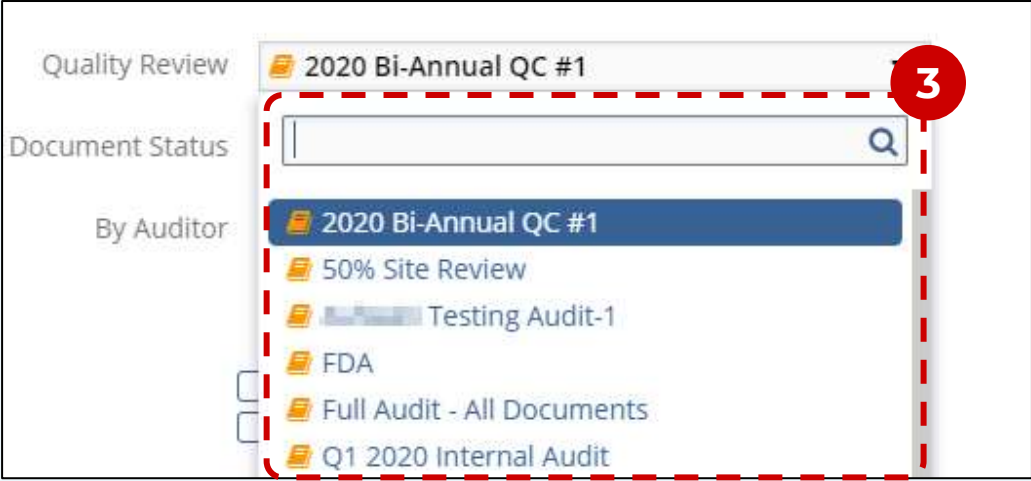 Quality Review 2020 Bi-Annual QC #1
3
Document Status
By Auditor
2020 Bi-Annual QC #1
50% Site Review
Testing Audit-1
FDA
Full Audit - All Documents
Q1 2020 Internal Audit